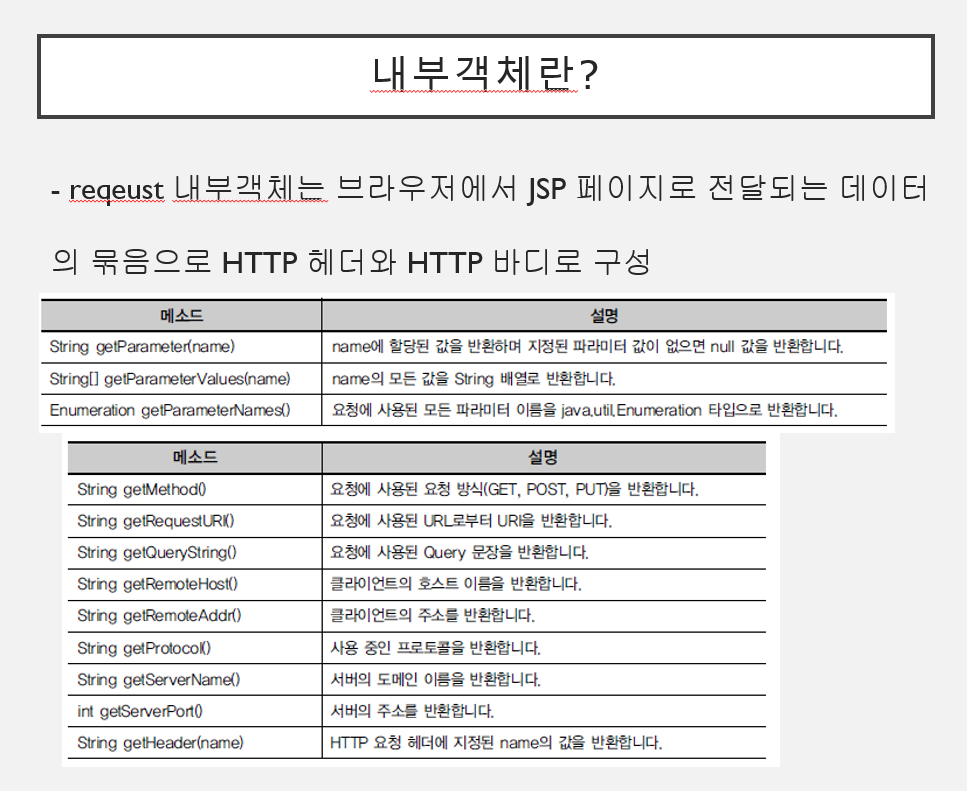 내부객체란?
- reqeust 내부객체는 브라우저에서 JSP 페이지로 전달되는 데이터
의 묶음으로 HTTP 헤더와 HTTP 바디로 구성
메소드 설명
String getParameter(name) name에 할당된 값을 반환하며 지정된 파라미터 값이 없으면 null 값을 반환합니다.
String[] getParameterValues(name) name의 모든 값을 String 배열로 반환합니다.
Enumeration getParameterNames() 요청에 사용된 모든 파라미터 이름을 java.util.Enumeration 타입으로 반환합니다.
메소드 설명
String getMethod() 요청에 사용된 요청 방식(GET, POST, PUT)을 반환합니다.
String getRequestURI() 요청에 사용된 URL로부터 URI을 반환합니다.
String getQueryString() 요청에 사용된 Query 문장을 반환합니다.
String getRemoteHost() 클라이언트의 호스트 이름을 반환합니다.
String getRemoteAddr() 클라이언트의 주소를 반환합니다.
String getProtocol() 사용 중인 프로토콜을 반환합니다.
String getServerName() 서버의 도메인 이름을 반환합니다.
int getServerPort() 서버의 주소를 반환합니다.
String getHeader(name) HTTP 요청 헤더에 지정된 name의 값을 반환합니다.